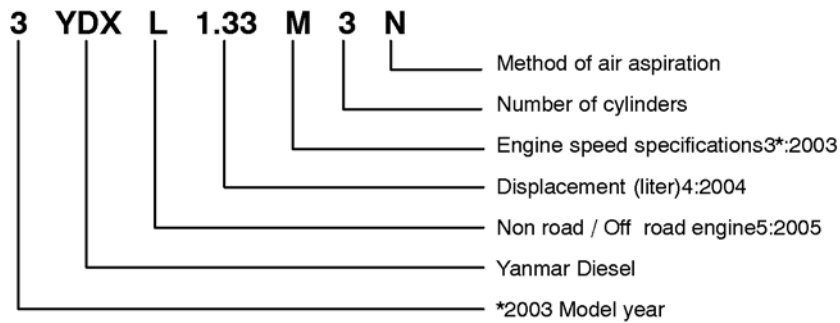 3 YDX L 1.33 M 3 N
Method of air aspiration
Number of cylinders
Engine speed specifications3*:2003
Displacement (liter)4:2004
Non road / Off road engine5:2005
Yanmar Diesel
*2003 Model year